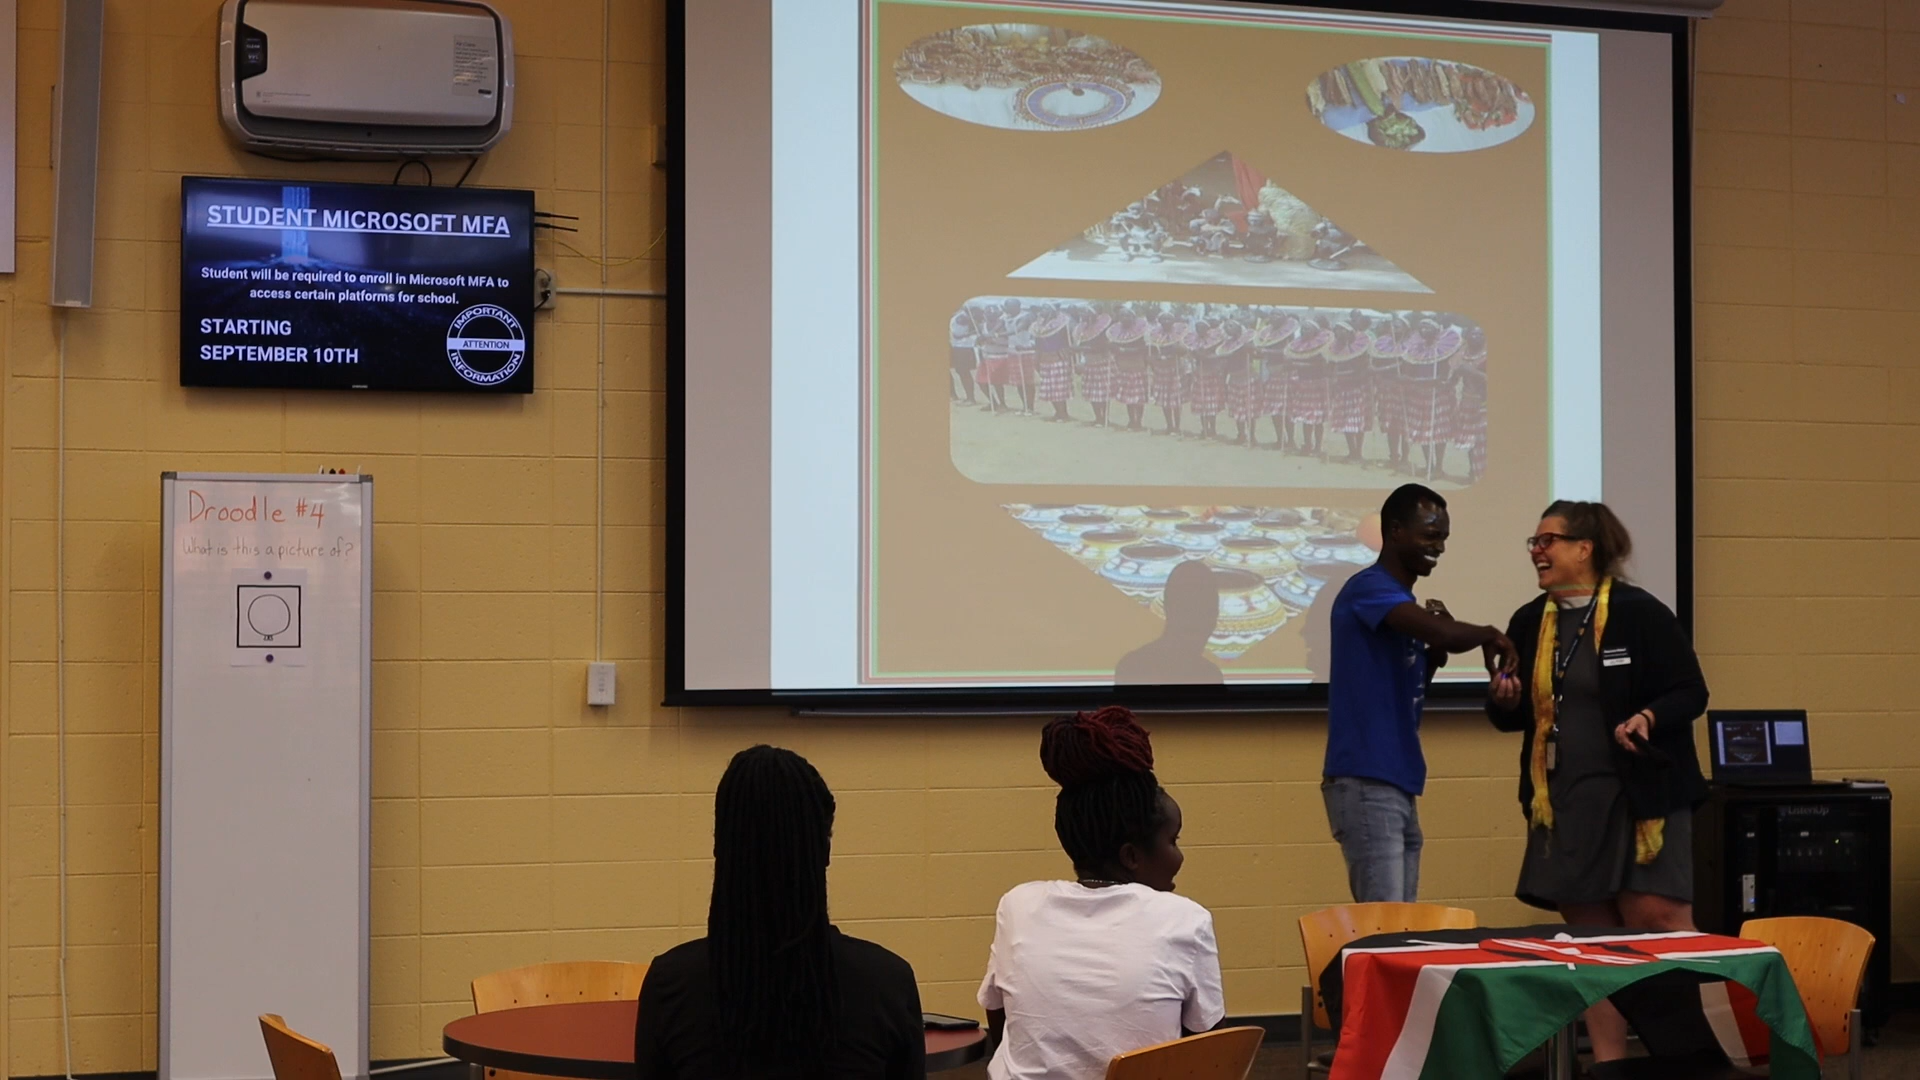 STUDENT MICROSOFT MFA
Student will be required to enroll in Microsoft MFA to
access certain platforms for school.
STARTING
SEPTEMBER 10TH
IMPORTANT
ATTENTION
INFORMATION
Droodle #4
What is this a picture of?